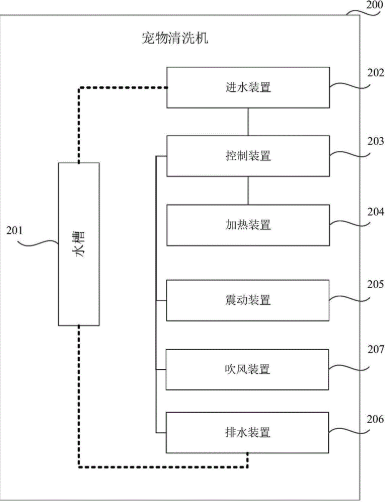 200
宠物清洗机
进水装置
202
控制装置
203
加热装置
204
201
水槽
震动装置
205
吹风装置
207
排水装置
206